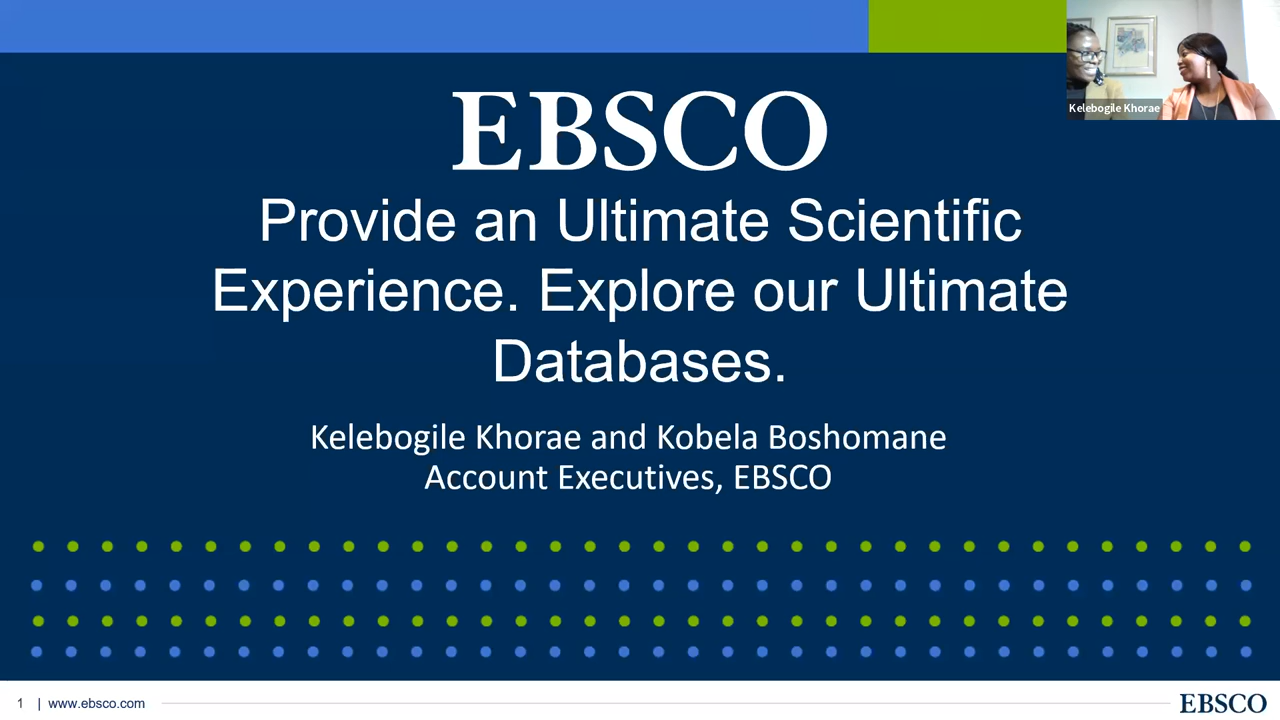 EBSCO
Provide an Ultimate Scientific
Experience. Explore our Ultimate
Databases.
Kelebogile Khorae and Kobela Boshomane
Account Executives, EBSCO
Kelebogile Khorae
1 | www.ebsco.com
EBSCO